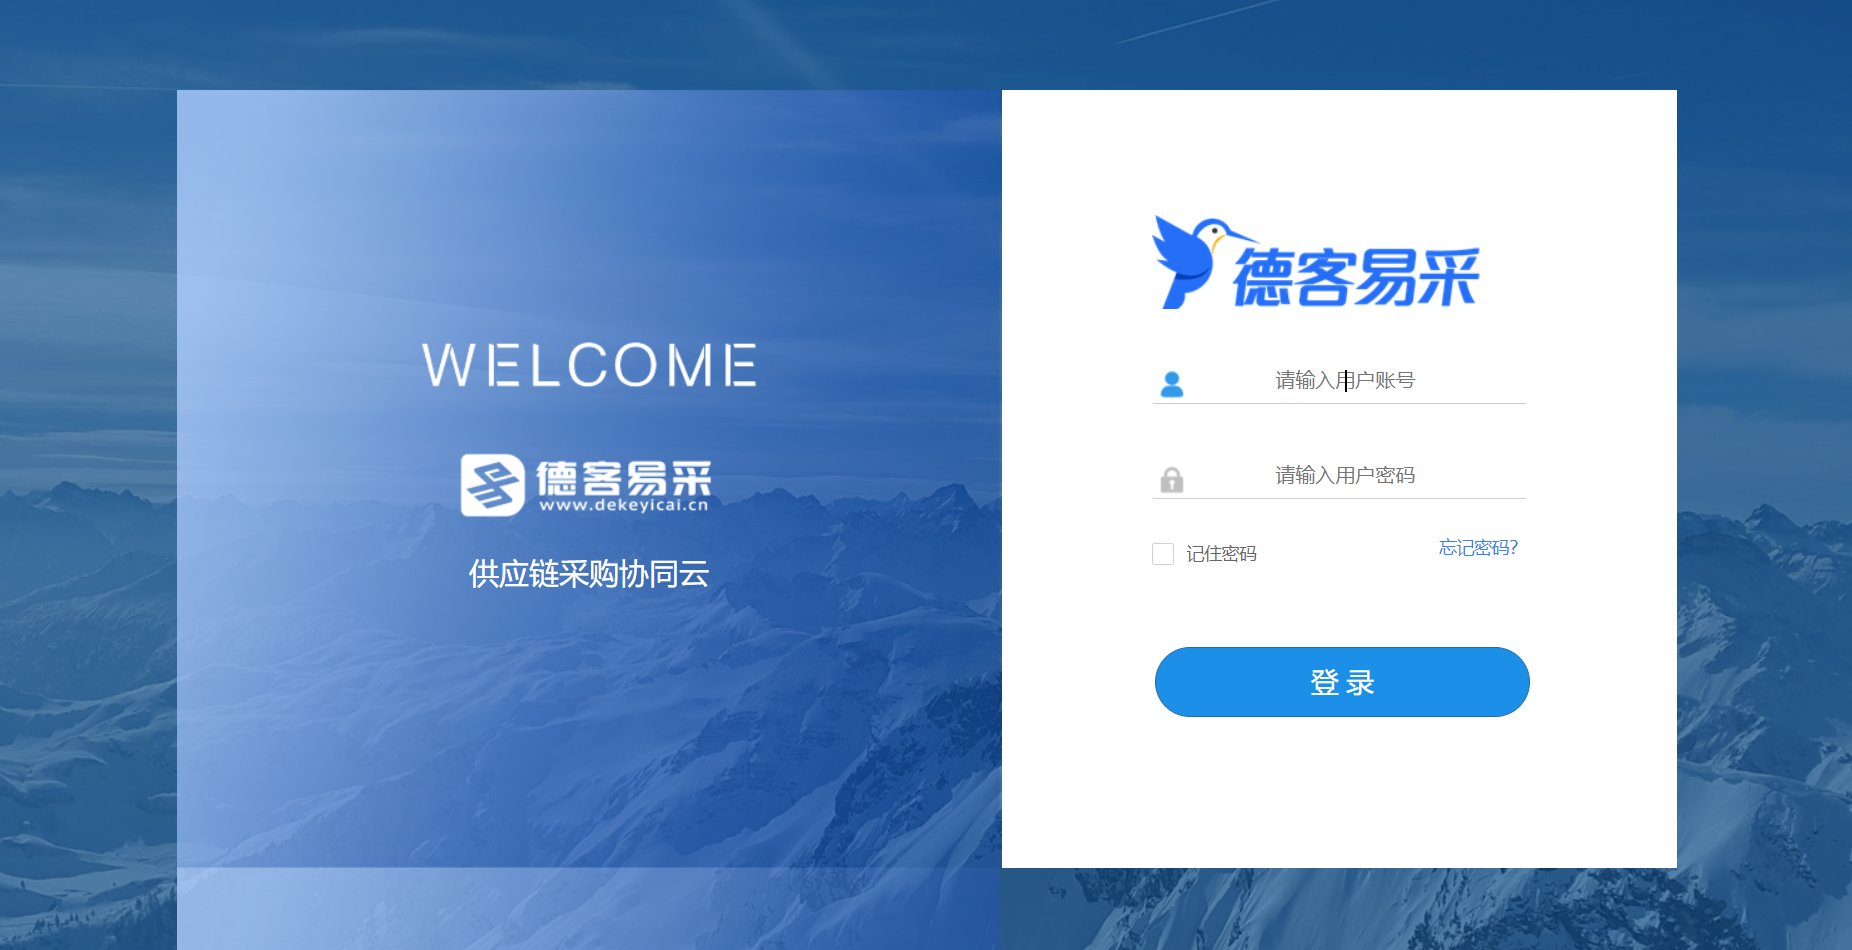 WELCOME
德客易采
www.dekeyicai.cn
供应链采购协同云
德客易采
请输入用户账号
请输入用户密码
记住密码
忘记密码?
登录